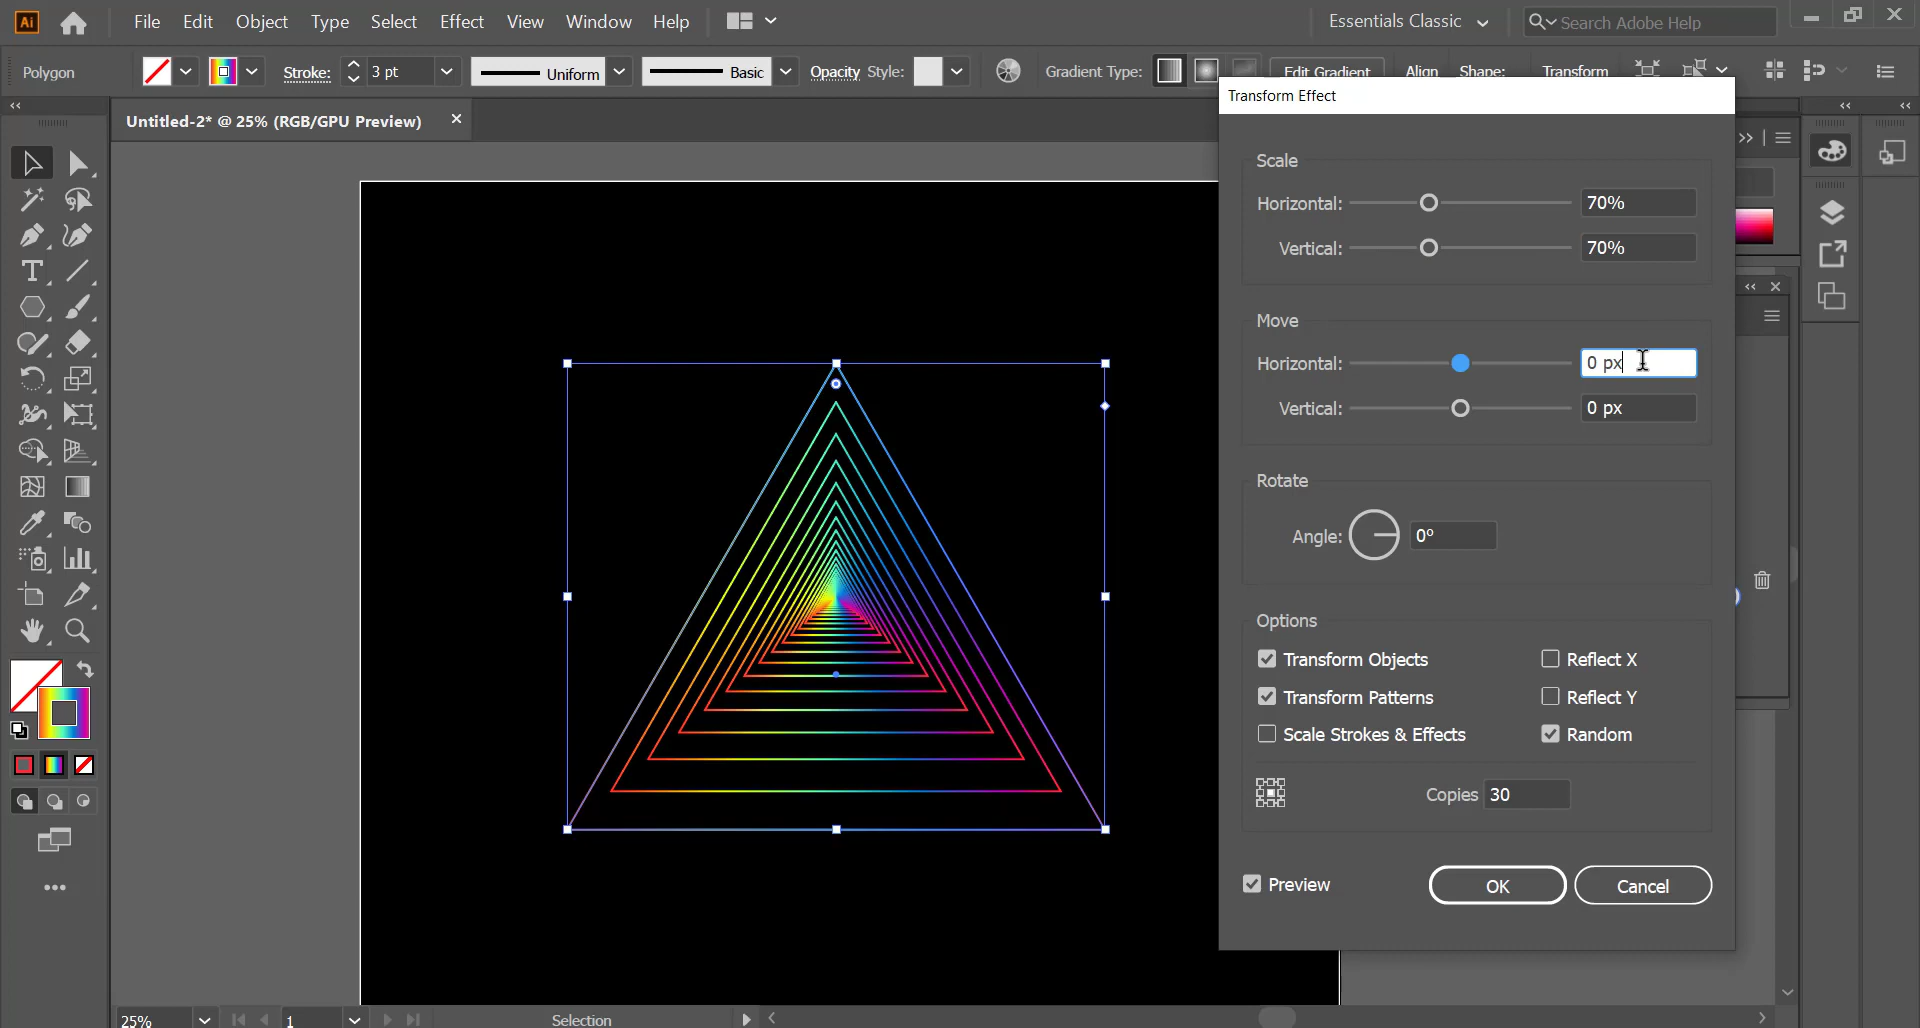 Ai File Edit Object Type Select Effect View Window Help Essentials Classic Search Adobe Help
Polygon Stroke: 3 pt Uniform Basic Opacity Style: Gradient Type: Edit Gradient Align Shape: Transform
Untitled-2* @ 25% (RGB/GPU Preview)
Transform Effect
Scale
Horizontal: 70%
Vertical: 70%
Move
Horizontal: 0 px
Vertical: 0 px
Rotate
Angle: 0°
Options
Transform Objects Reflect X
Transform Patterns Reflect Y
Scale Strokes & Effects Random
Copies 30
Preview OK Cancel
25% 1 Selection